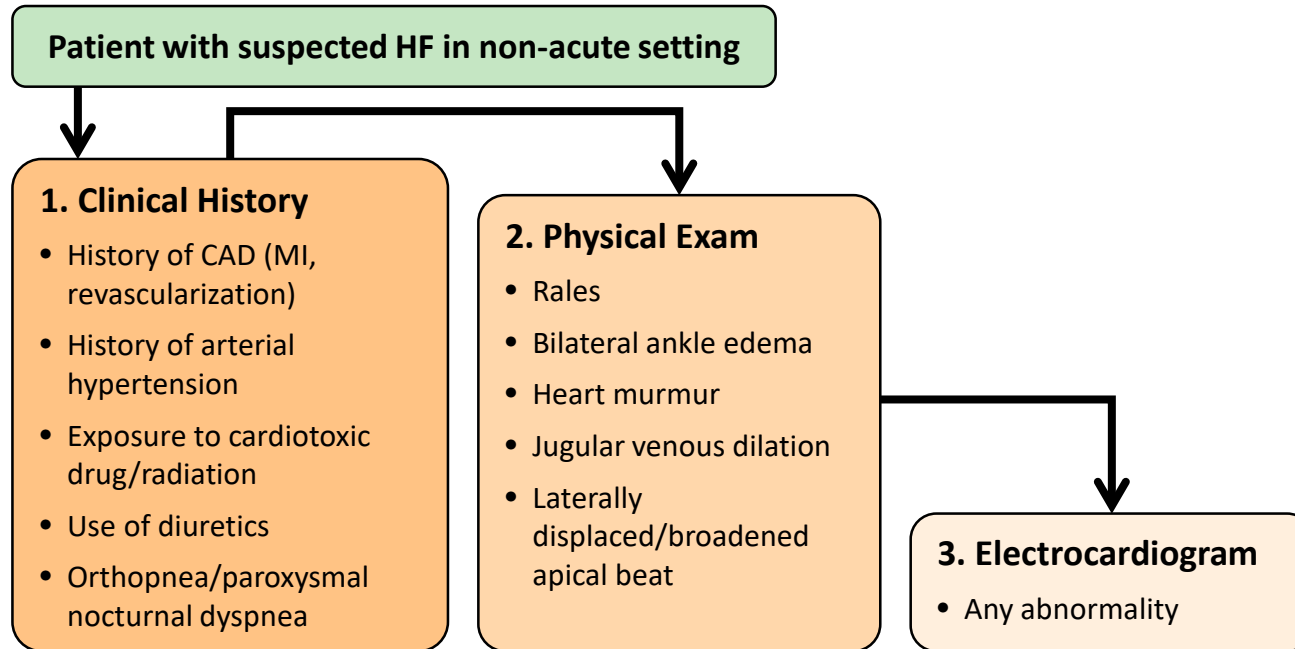 Patient with suspected HF in non-acute setting
1. Clinical History
• History of CAD (MI,
revascularization)
• History of arterial
hypertension
• Exposure to cardiotoxic
drug/radiation
• Use of diuretics
• Orthopnea/paroxysmal
nocturnal dyspnea
2. Physical Exam
• Rales
• Bilateral ankle edema
• Heart murmur
• Jugular venous dilation
• Laterally
displaced/broadened
apical beat
3. Electrocardiogram
• Any abnormality